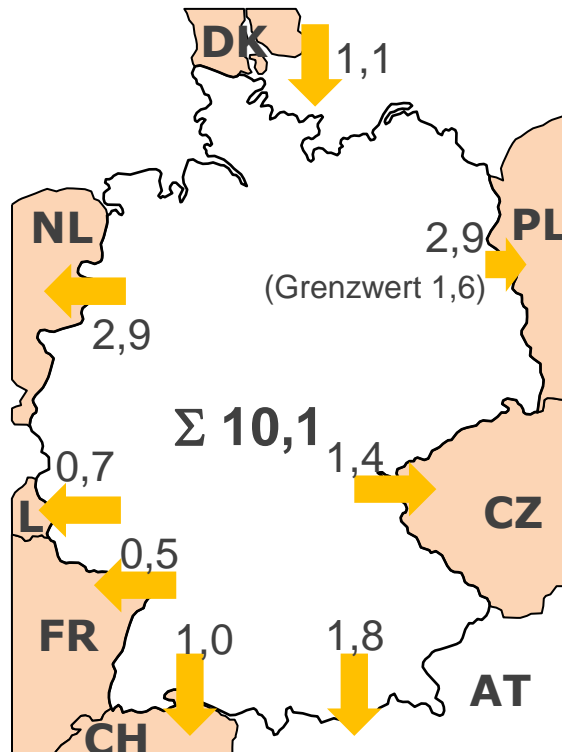 DK
1,1
NL
PL
2,9
(Grenzwert 1,6)
2,9
Σ 10,1
0,7
1,4
L
CZ
0,5
FR
1,0
1,8
AT
CH